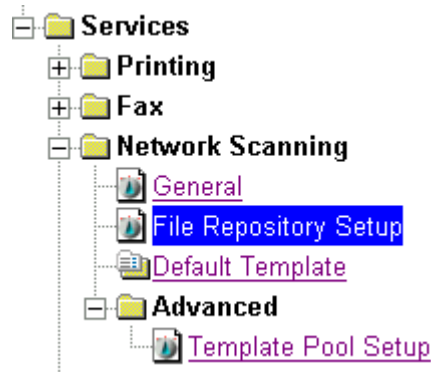 Services
Printing
Fax
Network Scanning
General
File Repository Setup
Default Template
Advanced
Template Pool Setup